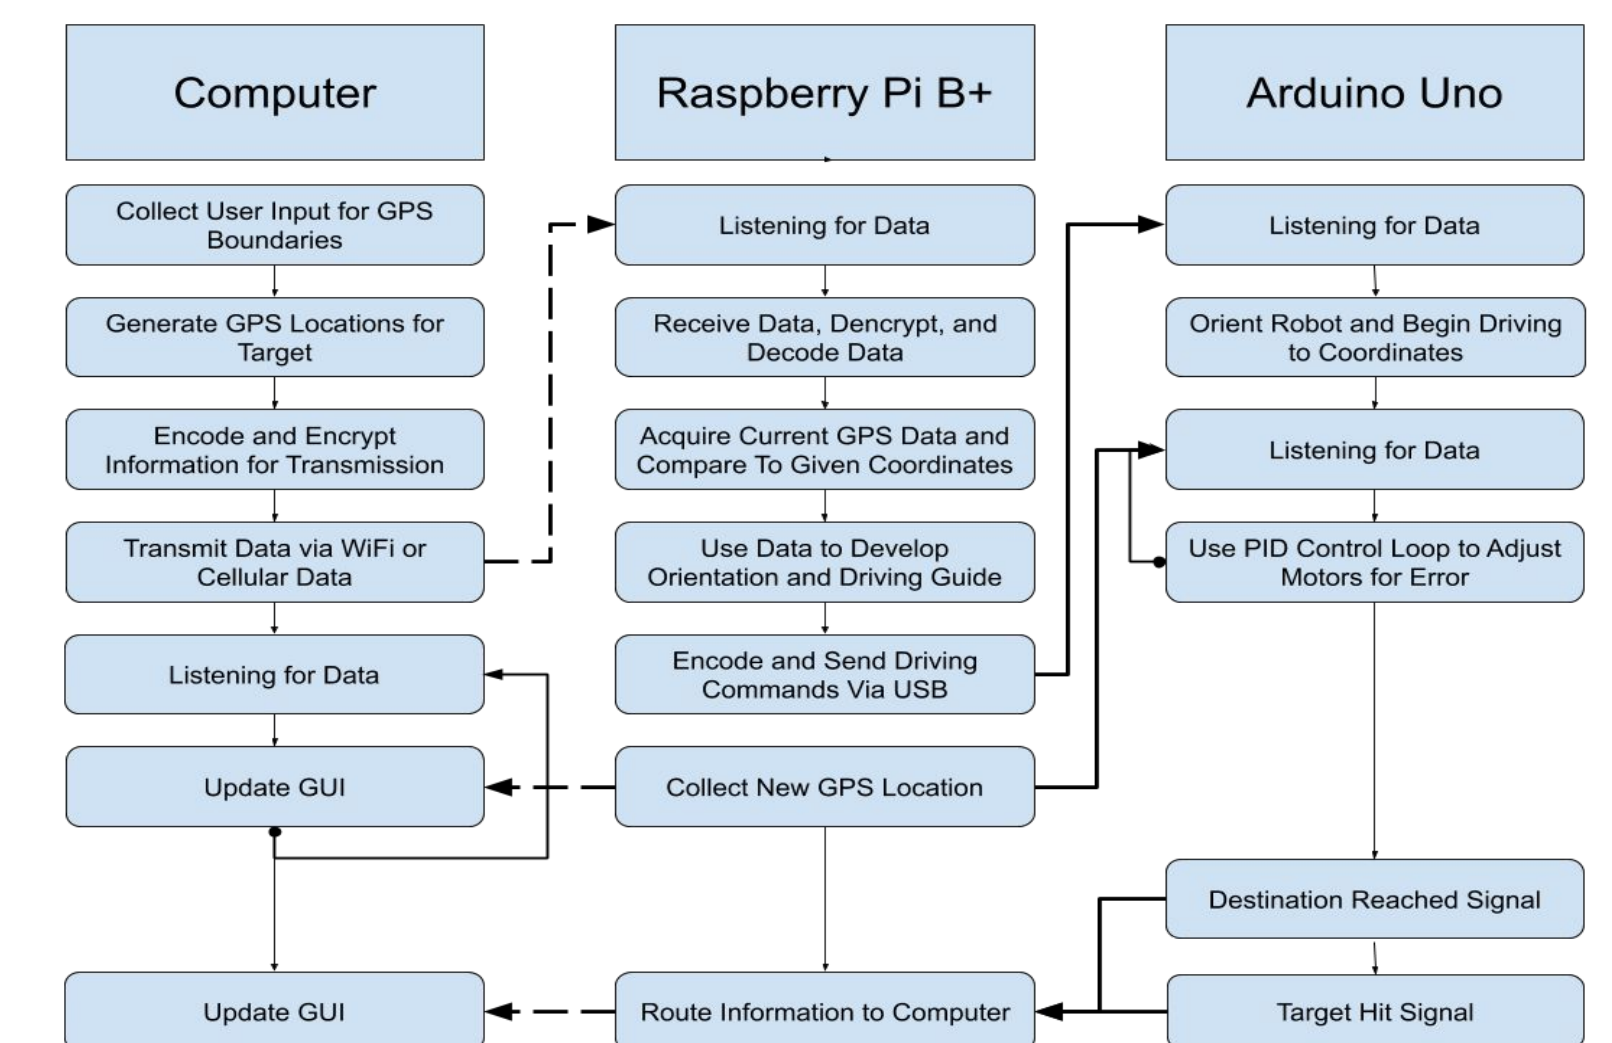 Computer
Raspberry Pi B+
Arduino Uno
Collect User Input for GPS
Boundaries
Generate GPS Locations for
Target
Encode and Encrypt
Information for Transmission
Transmit Data via WiFi or
Cellular Data
Listening for Data
Update GUI
Update GUI
Listening for Data
Receive Data, Dencrypt, and
Decode Data
Acquire Current GPS Data and
Compare To Given Coordinates
Use Data to Develop
Orientation and Driving Guide
Encode and Send Driving
Commands Via USB
Collect New GPS Location
Route Information to Computer
Listening for Data
Orient Robot and Begin Driving
to Coordinates
Listening for Data
Use PID Control Loop to Adjust
Motors for Error
Destination Reached Signal
Target Hit Signal